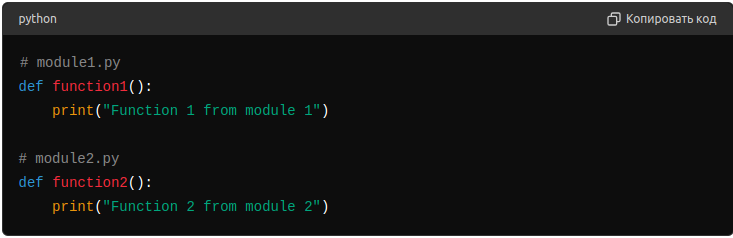 python
Копировать код
# module1.py
def function1():
    print("Function 1 from module 1")
# module2.py
def function2():
    print("Function 2 from module 2")